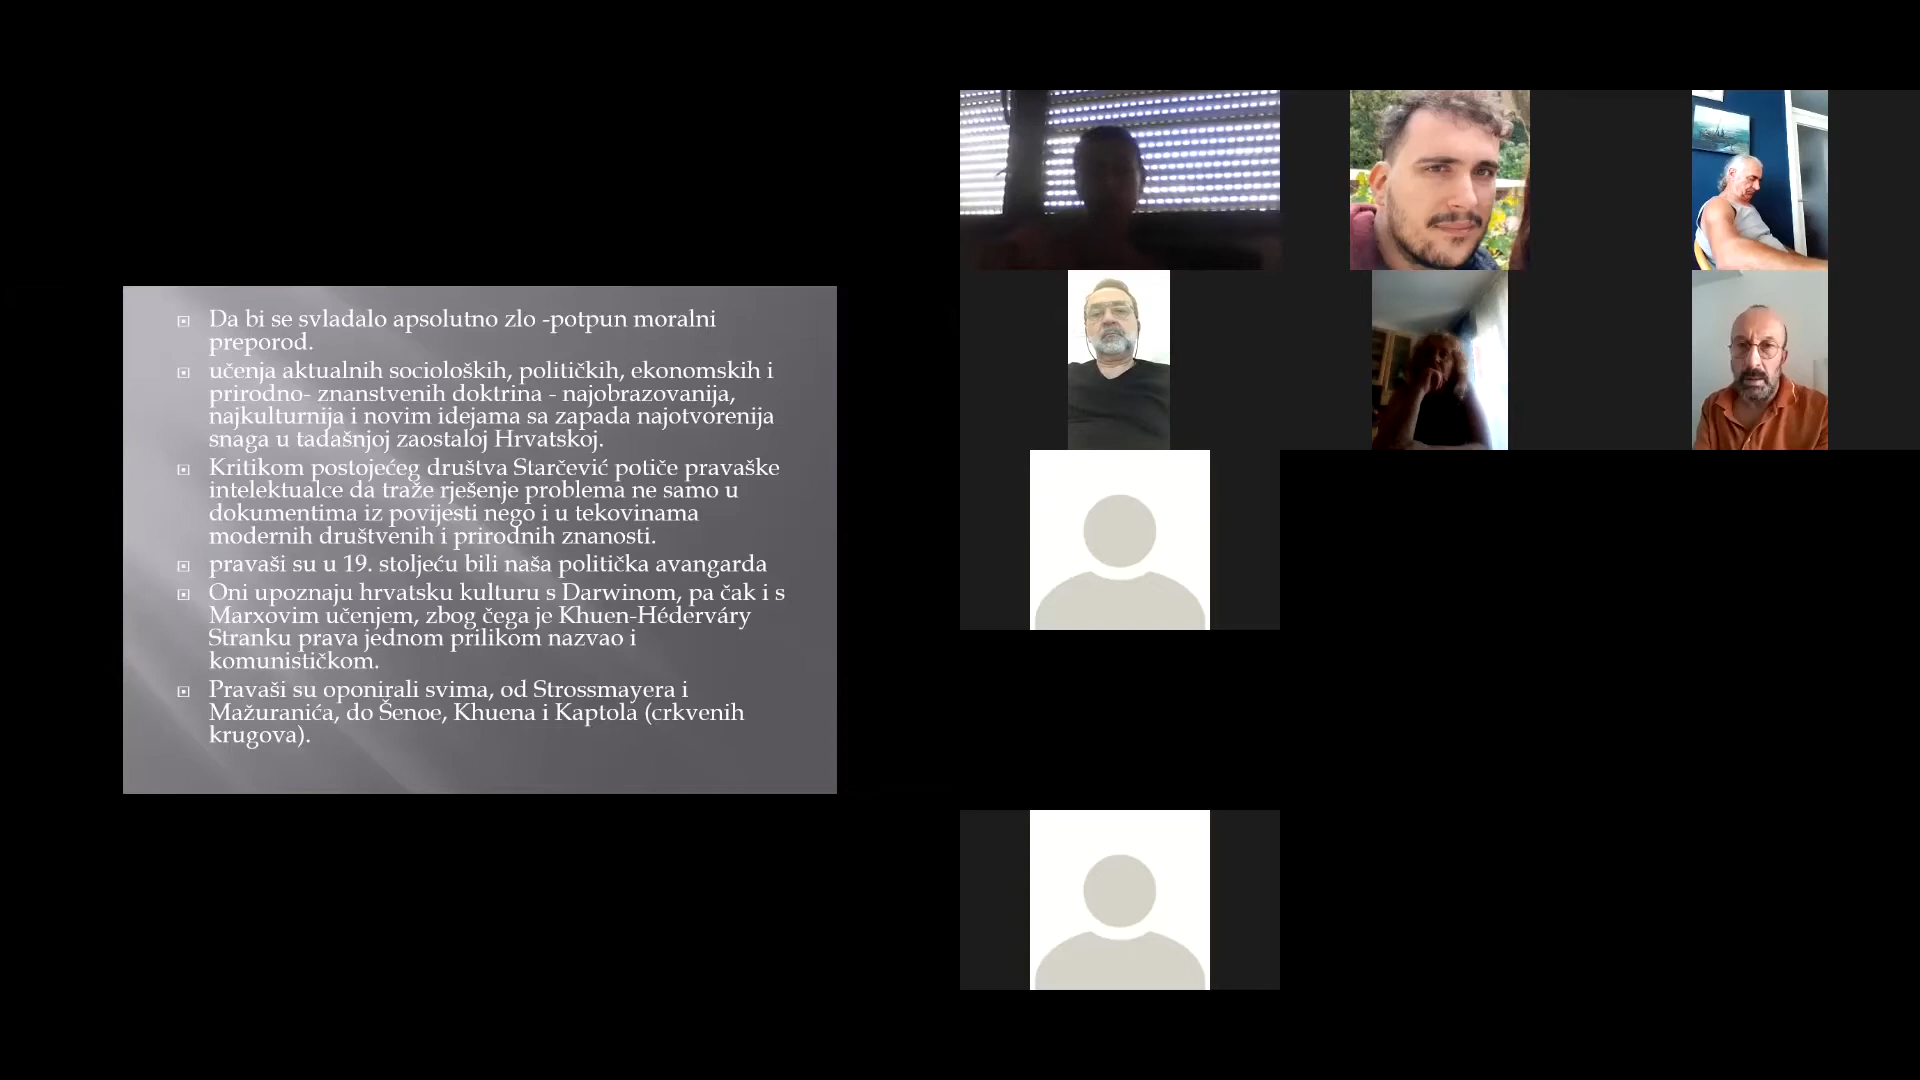 Da bi se svladalo apsolutno zlo -potpun moralni
preporod.
učenja aktualnih socioloških, političkih, ekonomskih i
prirodno- znanstvenih doktrina - najobrazovanija,
najkulturnija i novim idejama sa zapada najotvorenija
snaga u tadašnjoj zaostaloj Hrvatskoj.
Kritikom postojećeg društva Starčević potiče pravaške
intelektualce da traže rješenje problema ne samo u
dokumentima iz povijesti nego i u tekovinama
modernih društvenih i prirodnih znanosti.
pravaši su u 19. stoljeću bili naša politička avangarda
Oni upoznaju hrvatsku kulturu s Darwinom, pa čak i s
Marxovim učenjem, zbog čega je Khuen-Héderváry
Stranku prava jednom prilikom nazvao i
komunističkom.
Pravaši su oponirali svima, od Strossmayera i
Mažuranića, do Šenoe, Khuena i Kaptola (crkvenih
krugova).